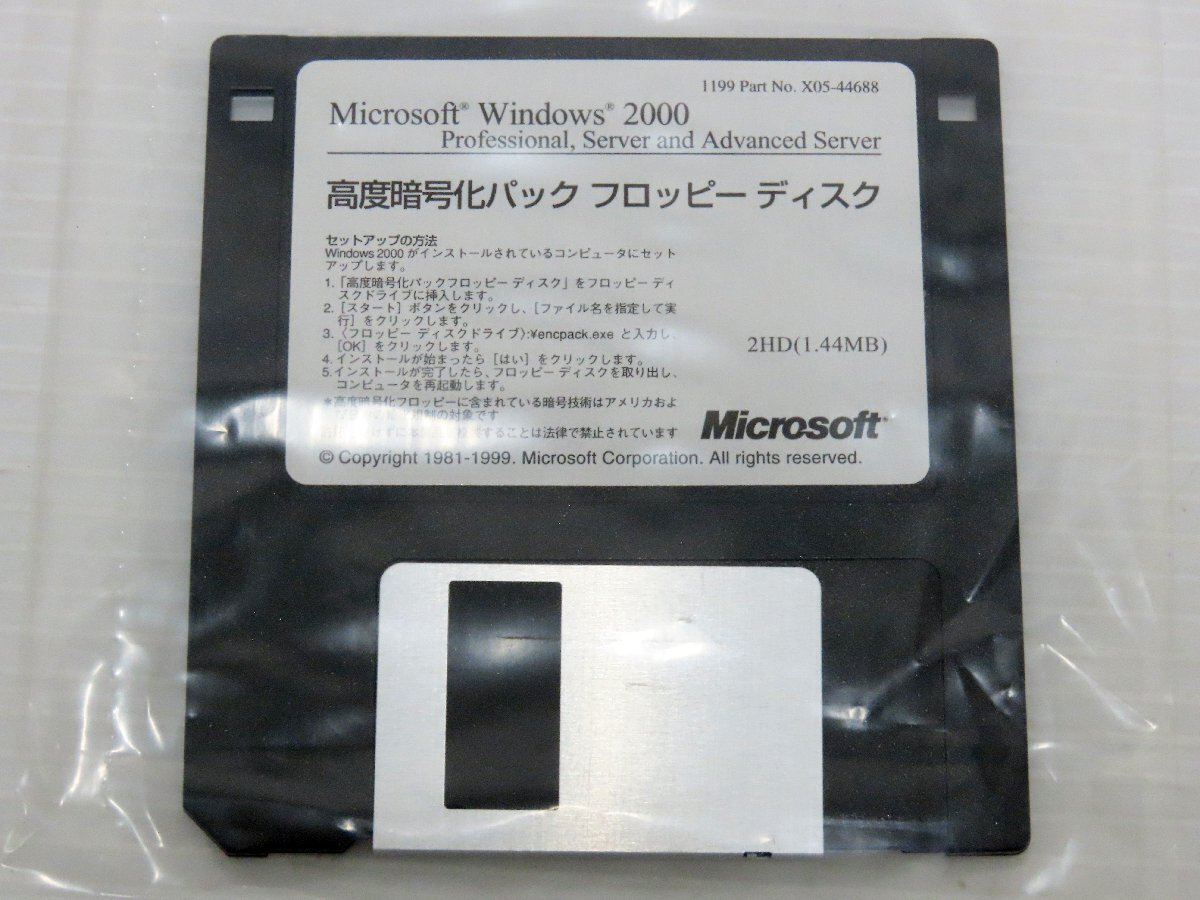 1199 Part No. X05-44688
Microsoft® Windows® 2000
Professional, Server and Advanced Server
高度暗号化パック フロッピー ディスク
セットアップの方法
Windows 2000 がインストールされているコンピュータにセット
アップします。
1. 「高度暗号化パックフロッピー ディスク」をフロッピー ディ
スクドライブに挿入します。
2. [スタート] ボタンをクリックし、[ファイル名を指定して実
行] をクリックします。
3. 〈フロッピー ディスクドライブ〉:¥encpack.exe と入力し、
[OK] をクリックします。
4. インストールが始まったら [はい] をクリックします。
5. インストールが完了したら、フロッピー ディスクを取り出し、
コンピュータを再起動します。
2HD(1.44MB)
*高度暗号化フロッピーに含まれている暗号技術はアメリカおよ
規制の対象です
することは法律で禁止されています
Microsoft®
© Copyright 1981-1999. Microsoft Corporation. All rights reserved.